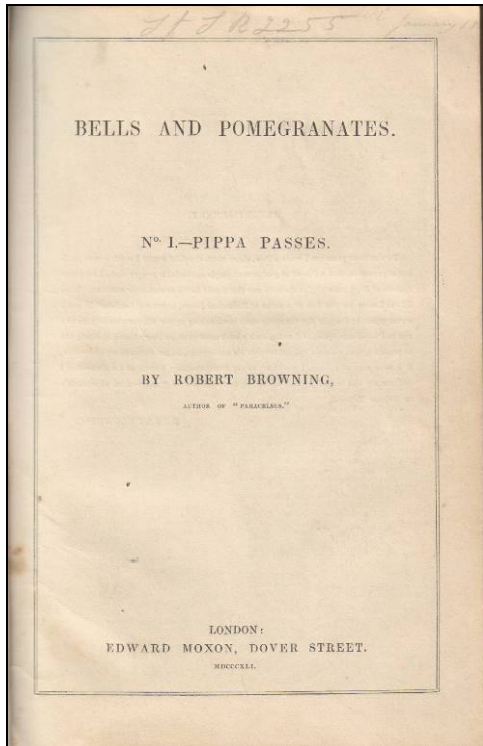 BELLS AND POMEGRANATES.
No. I.—PIPPA PASSES.
BY ROBERT BROWNING,
AUTHOR OF "PARACELSUS."
LONDON:
EDWARD MOXON, DOVER STREET.
MDCCCXLI.